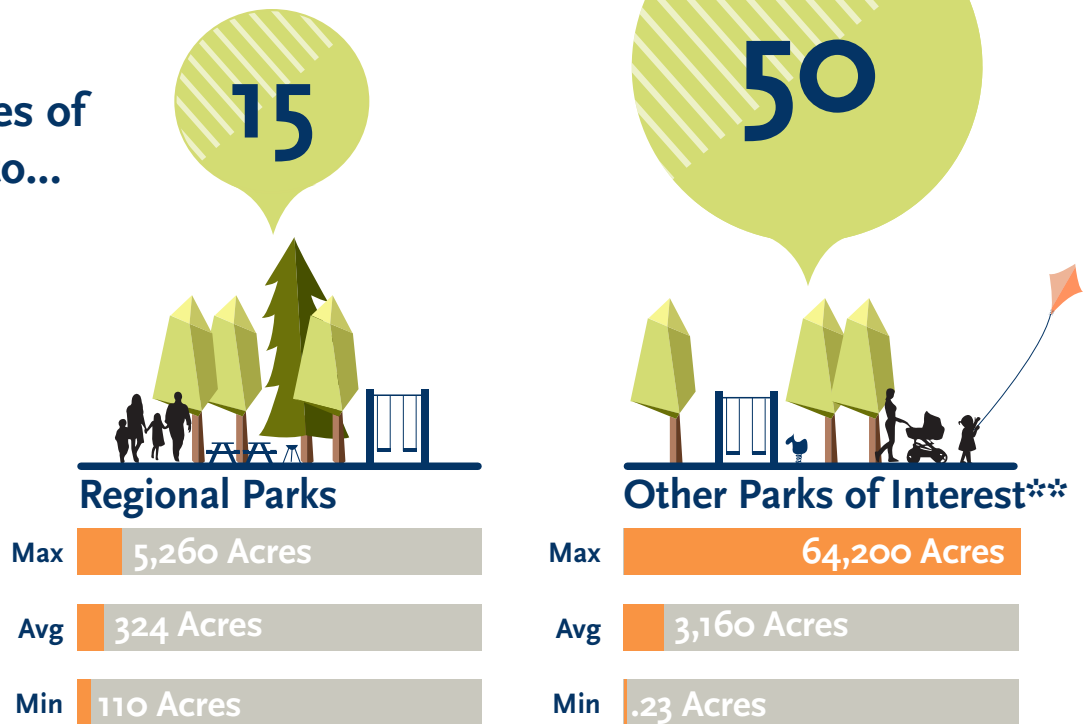 15
50
es of
o...
Regional Parks
Max 5,260 Acres
Avg 324 Acres
Min 110 Acres
Other Parks of Interest**
Max 64,200 Acres
Avg 3,160 Acres
Min .23 Acres